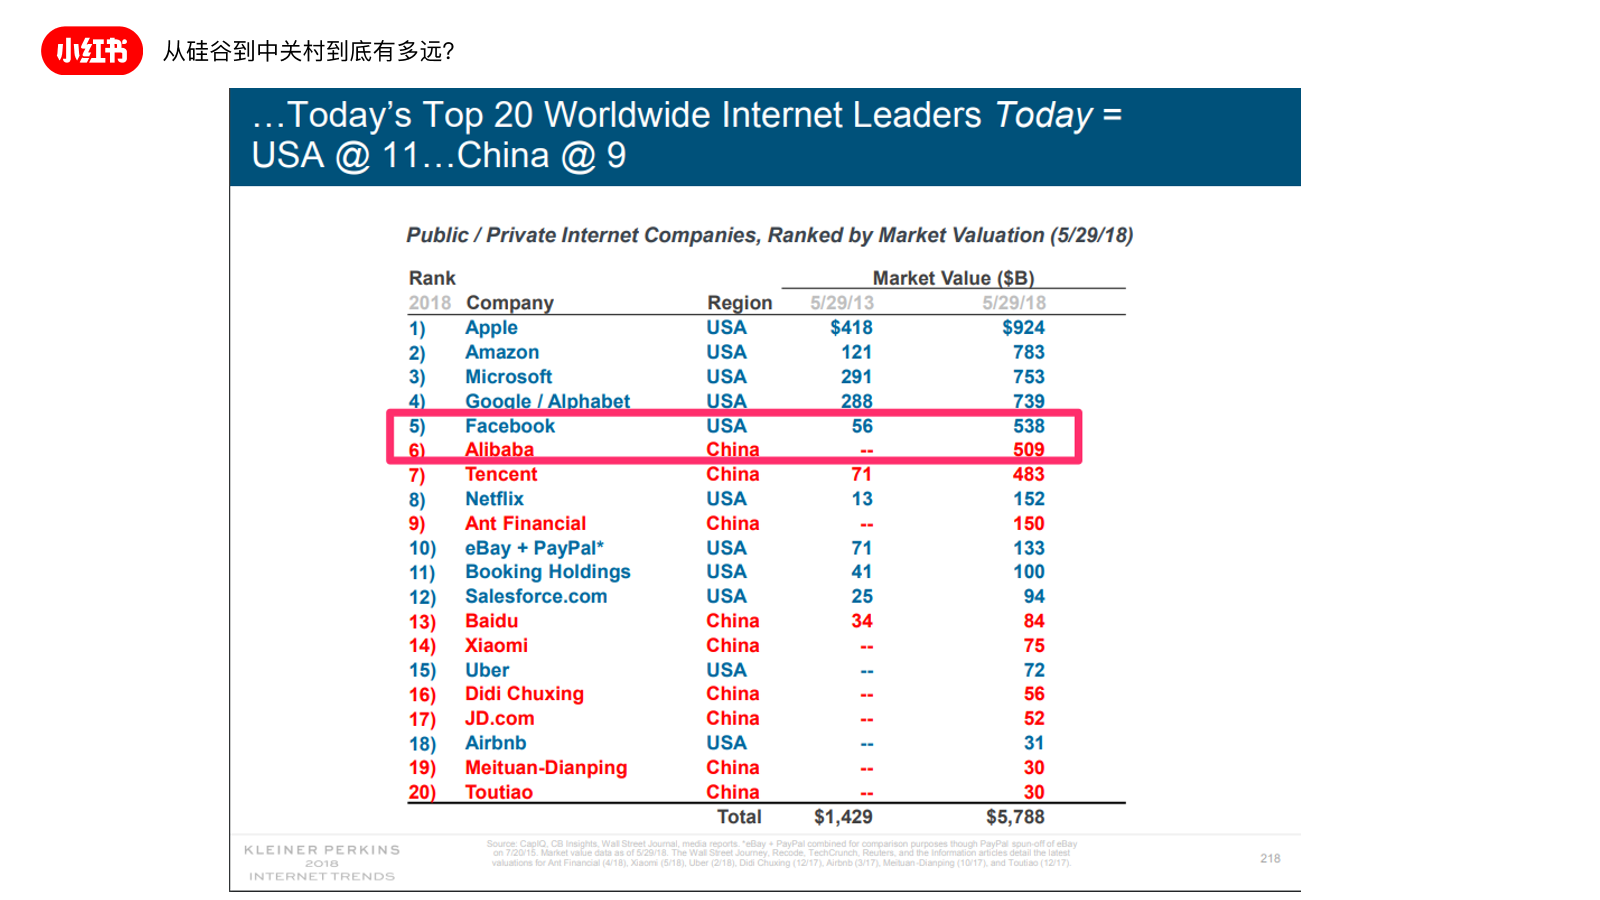 小红书 从硅谷到中关村到底有多远?
…Today’s Top 20 Worldwide Internet Leaders Today =
USA @ 11…China @ 9
Public / Private Internet Companies, Ranked by Market Valuation (5/29/18)
Rank Market Value ($B)
2018 Company Region 5/29/13 5/29/18
1) Apple USA $418 $924
2) Amazon USA 121 783
3) Microsoft USA 291 753
4) Google / Alphabet USA 288 739
5) Facebook USA 56 538
6) Alibaba China -- 509
7) Tencent China 71 483
8) Netflix USA 13 152
9) Ant Financial China -- 150
10) eBay + PayPal* USA 71 133
11) Booking Holdings USA 41 100
12) Salesforce.com USA 25 94
13) Baidu China 34 84
14) Xiaomi China -- 75
15) Uber USA -- 72
16) Didi Chuxing China -- 56
17) JD.com China -- 52
18) Airbnb USA -- 31
19) Meituan-Dianping China -- 30
20) Toutiao China -- 30
Total $1,429 $5,788
KLEINER PERKINS
2018
INTERNET TRENDS
Source: CapIQ, CB Insights, Wall Street Journal, media reports. *eBay + PayPal combined for comparison purposes though PayPal spun-off of eBay
on 7/20/15. Market value data as of 5/29/18. The Wall Street Journey, Recode, TechCrunch, Reuters, and the Information articles detail the latest
valuations for Ant Financial (4/18), Xiaomi (5/18), Uber (2/18), Didi Chuxing (12/17), Airbnb (3/17), Meituan-Dianping (10/17), and Toutiao (12/17).
218